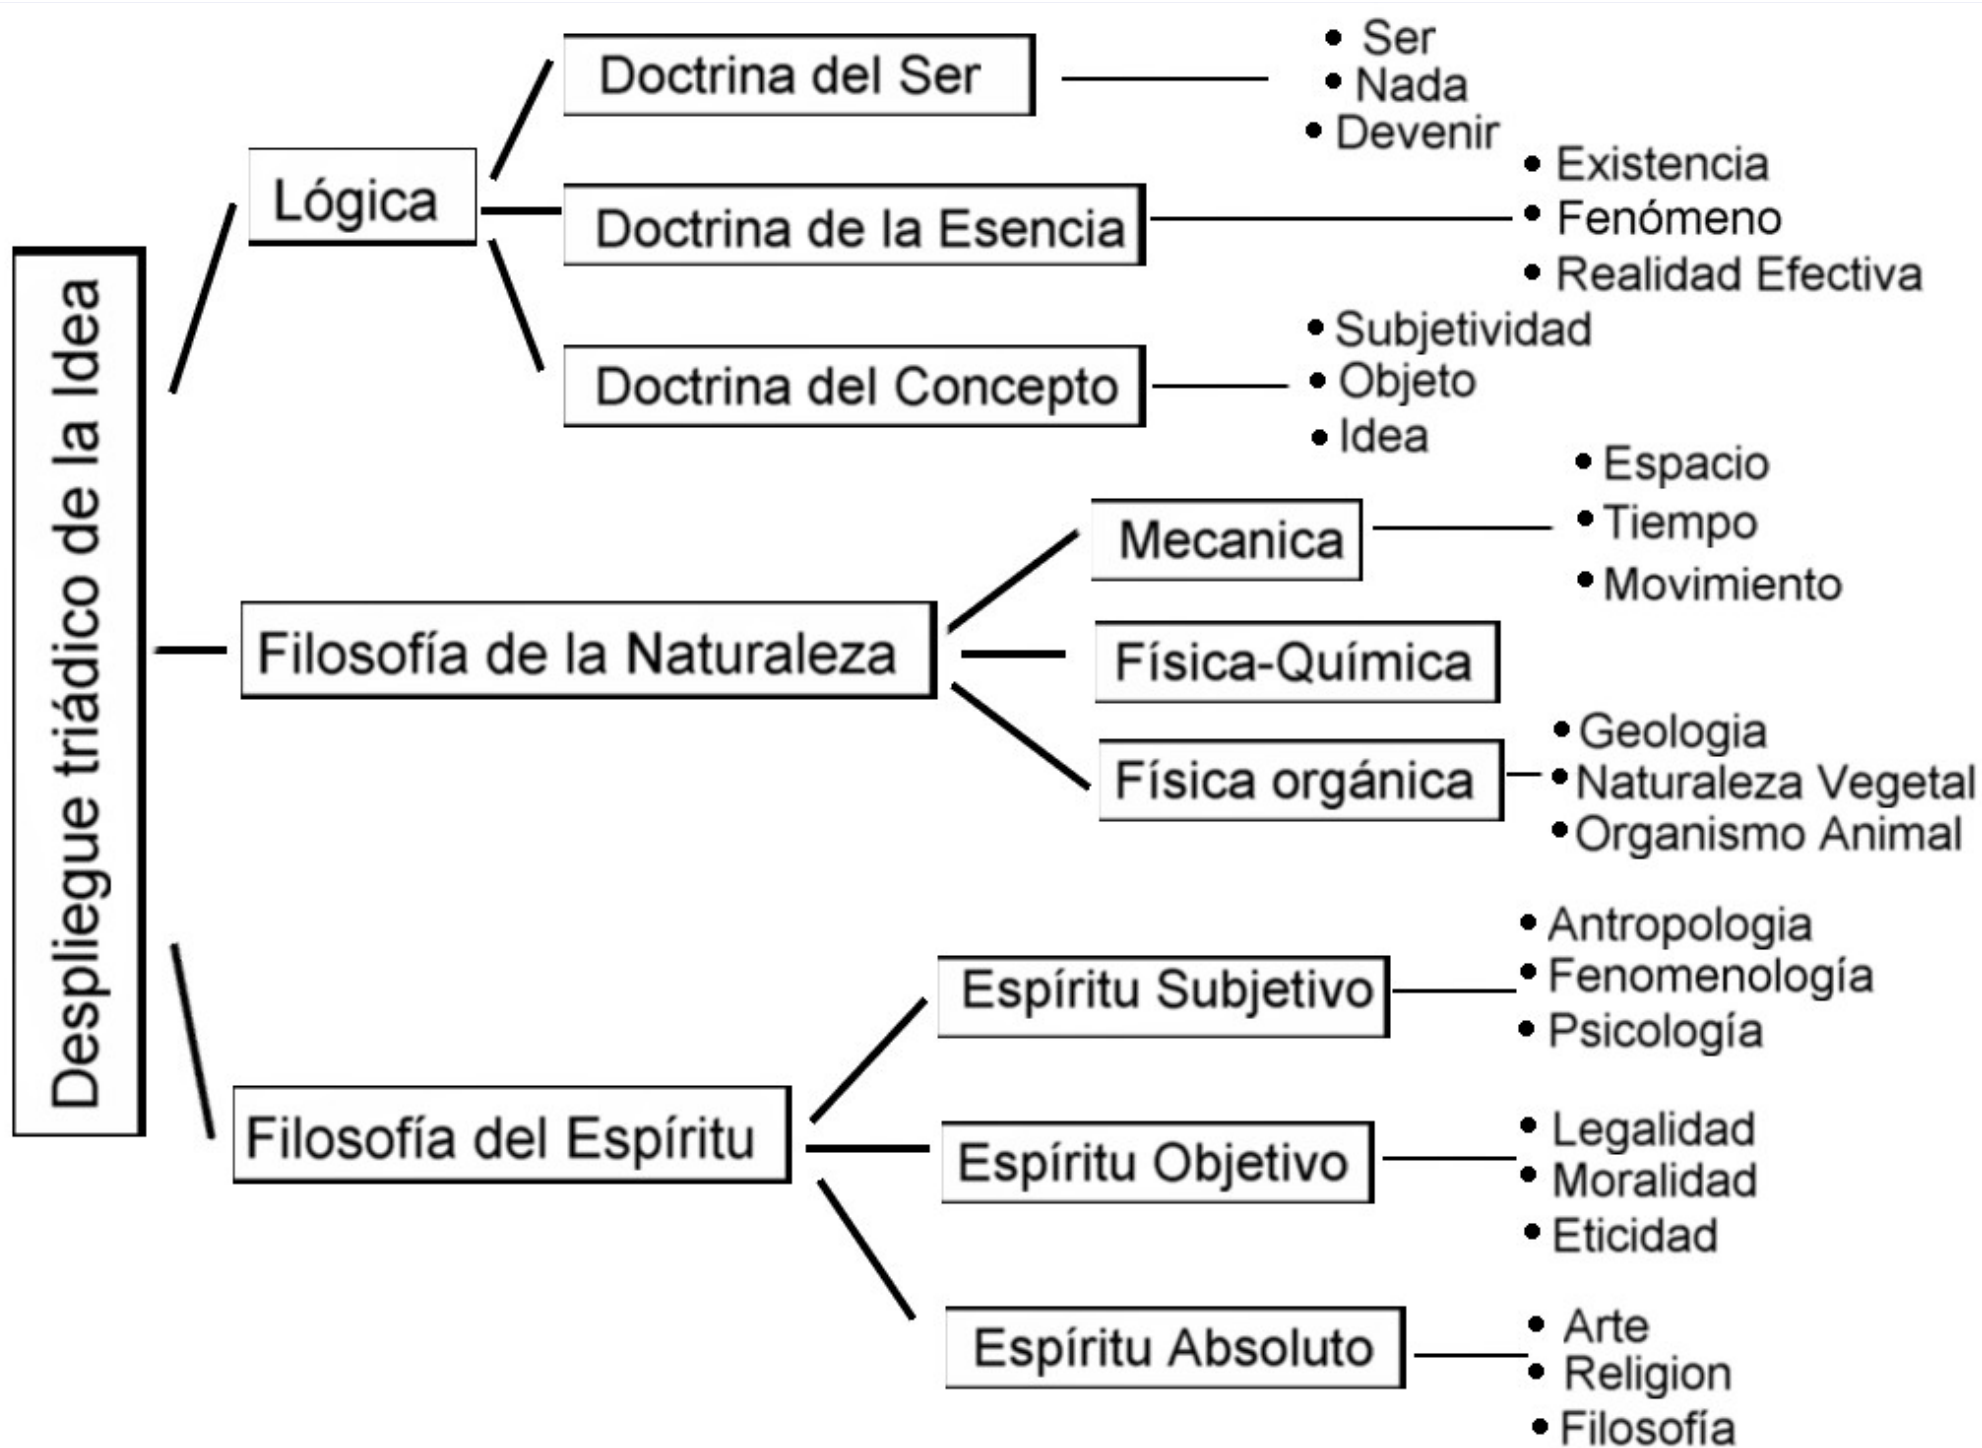 Despliegue triádico de la Idea
Lógica
Doctrina del Ser
Ser
Nada
Devenir
Doctrina de la Esencia
Existencia
Fenómeno
Realidad Efectiva
Doctrina del Concepto
Subjetividad
Objeto
Idea
Filosofía de la Naturaleza
Mecanica
Espacio
Tiempo
Movimiento
Física-Química
Física orgánica
Geologia
Naturaleza Vegetal
Organismo Animal
Filosofía del Espíritu
Espíritu Subjetivo
Antropologia
Fenomenología
Psicología
Espíritu Objetivo
Legalidad
Moralidad
Eticidad
Espíritu Absoluto
Arte
Religion
Filosofía